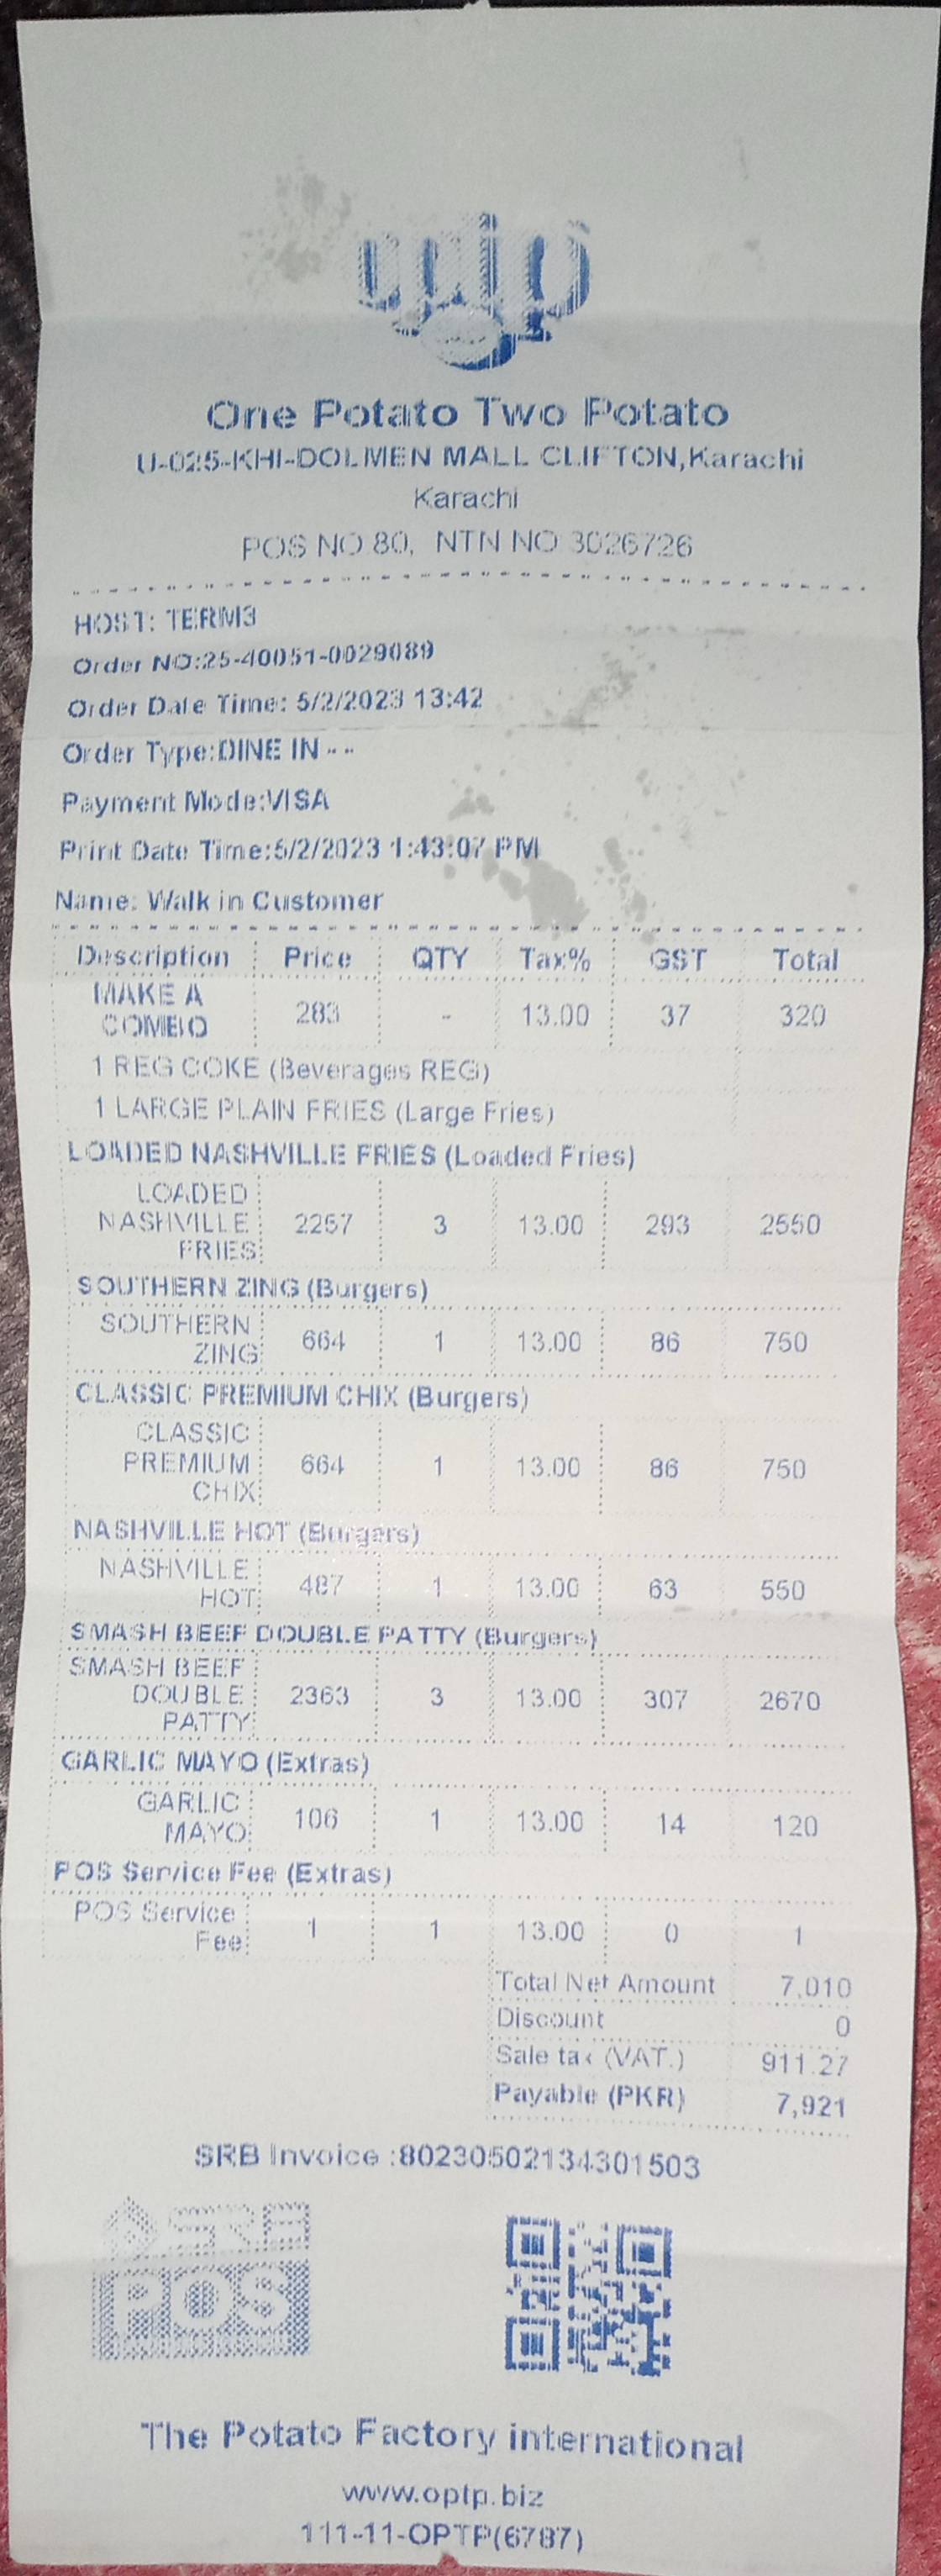 optp
One Potato Two Potato
U-025-KHI-DOLMEN MALL CLIFTON,Karachi
Karachi
POS NO 80, NTN NO 3026726
HOST: TERM3
Order NO:25-40051-0029089
Order Date Time: 5/2/2023 13:42
Order Type:DINE IN - -
Payment Mode:VISA
Print Date Time:5/2/2023 1:43:07 PM
Name: Walk in Customer
Description Price QTY Tax% GST Total
MAKE A
COMBO 283 - 13.00 37 320
1 REG COKE (Beverages REG)
1 LARGE PLAIN FRIES (Large Fries)
LOADED NASHVILLE FRIES (Loaded Fries)
LOADED
NASHVILLE 2257 3 13.00 293 2550
FRIES
SOUTHERN ZING (Burgers)
SOUTHERN
ZING 664 1 13.00 86 750
CLASSIC PREMIUM CHIX (Burgers)
CLASSIC
PREMIUM 664 1 13.00 86 750
CHIX
NASHVILLE HOT (Burgers)
NASHVILLE
HOT 487 1 13.00 63 550
SMASH BEEF DOUBLE PATTY (Burgers)
SMASH BEEF
DOUBLE 2363 3 13.00 307 2670
PATTY
GARLIC MAYO (Extras)
GARLIC
MAYO 106 1 13.00 14 120
POS Service Fee (Extras)
POS Service
Fee 1 1 13.00 0 1
Total Net Amount 7,010
Discount 0
Sale tax (VAT.) 911.27
Payable (PKR) 7,921
SRB Invoice :80230502134301503
SRB
POS
The Potato Factory international
www.optp.biz
111-11-OPTP(6787)